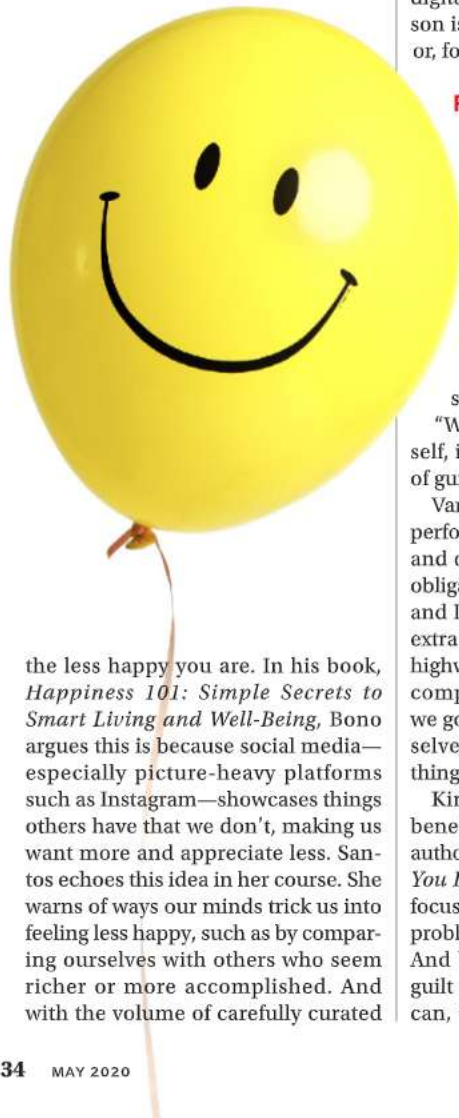 the less happy you are. In his book,
Happiness 101: Simple Secrets to
Smart Living and Well-Being, Bono
argues this is because social media—
especially picture-heavy platforms
such as Instagram—showcases things
others have that we don't, making us
want more and appreciate less. San-
tos echoes this idea in her course. She
warns of ways our minds trick us into
feeling less happy, such as by compar-
ing ourselves with others who seem
richer or more accomplished. And
with the volume of carefully curated
son is
or, fo
s
"W
self, i
of gu
Van
perfo
and
obliga
and l
extra
highw
comp
we go
selve
thing
Kin
bene
autho
You
focus
probl
And
guilt
can,
34 MAY 2020